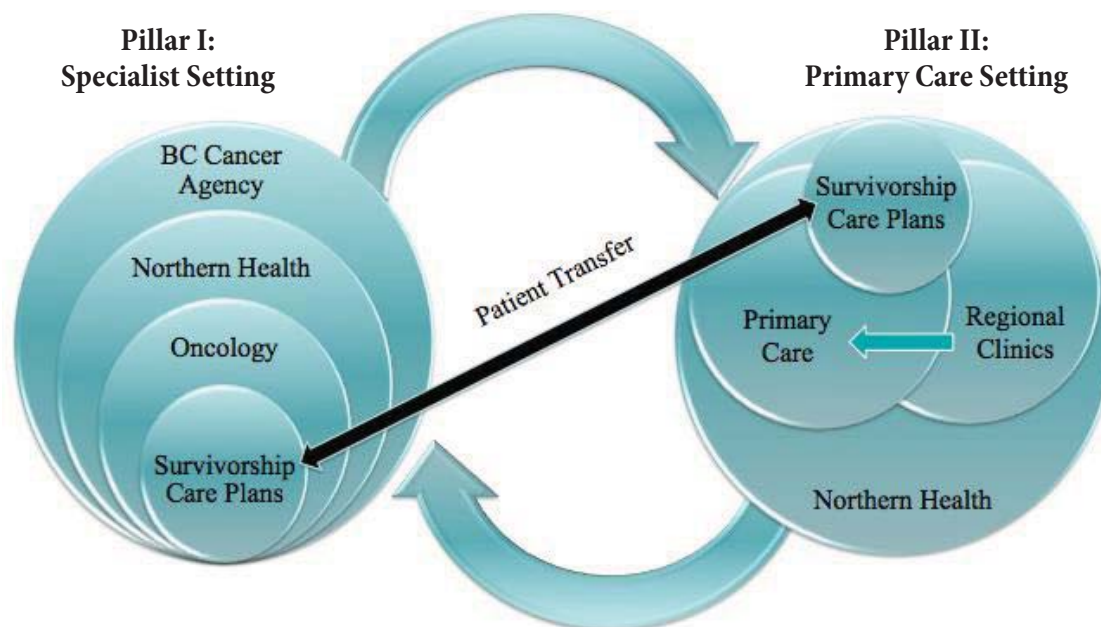 Pillar I:
Specialist Setting
Pillar II:
Primary Care Setting
BC Cancer
Agency
Northern Health
Oncology
Survivorship
Care Plans
Patient Transfer
Survivorship
Care Plans
Primary
Care
Regional
Clinics
Northern Health